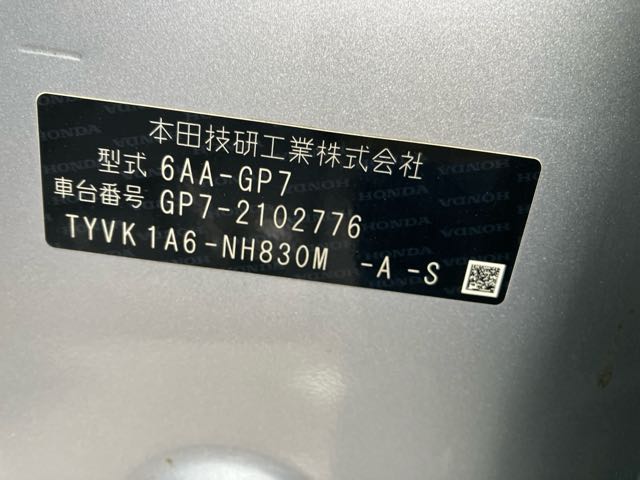 本田技研工業株式会社
型式 6AA-GP7
車台番号 GP7-2102776
TYVK1A6-NH830M -A-S